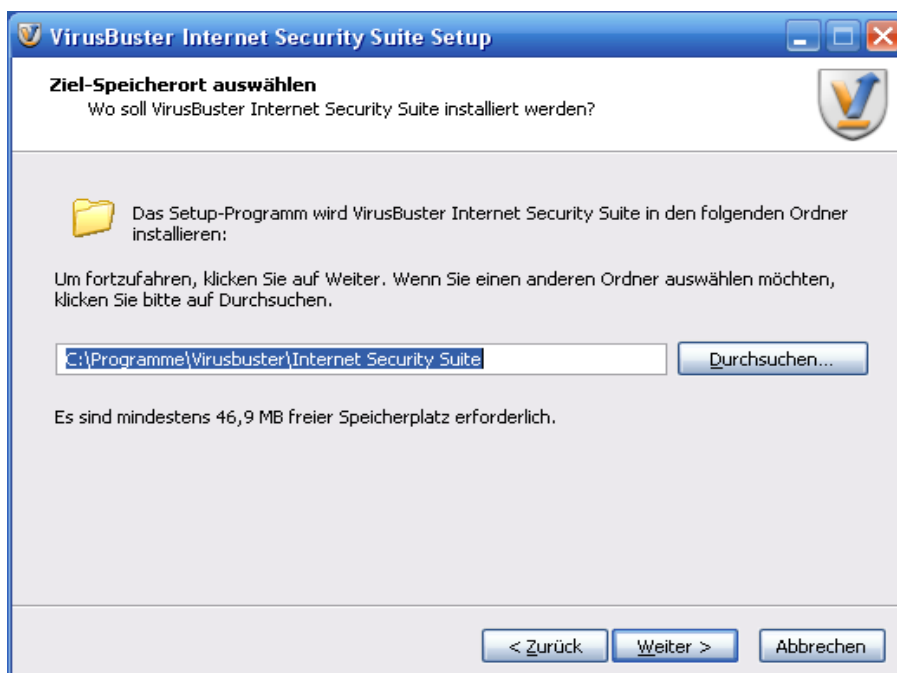 VirusBuster Internet Security Suite Setup
Ziel-Speicherort auswählen
Wo soll VirusBuster Internet Security Suite installiert werden?
Das Setup-Programm wird VirusBuster Internet Security Suite in den folgenden Ordner
installieren:
Um fortzufahren, klicken Sie auf Weiter. Wenn Sie einen anderen Ordner auswählen möchten,
klicken Sie bitte auf Durchsuchen.
C:\Programme\Virusbuster\Internet Security Suite
Durchsuchen...
Es sind mindestens 46,9 MB freier Speicherplatz erforderlich.
< Zurück
Weiter >
Abbrechen